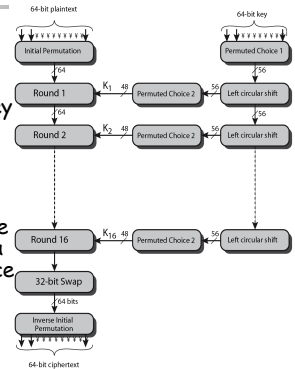 64-bit plaintext 64-bit key
Initial Permutation Permuted Choice 1
64 56
Round 1 K1 48 Permuted Choice 2 56 Left circular shift
64 56
Round 2 K2 48 Permuted Choice 2 56 Left circular shift
Round 16 K16 48 Permuted Choice 2 56 Left circular shift
32-bit Swap
64 bits
Inverse Initial
Permutation
64-bit ciphertext